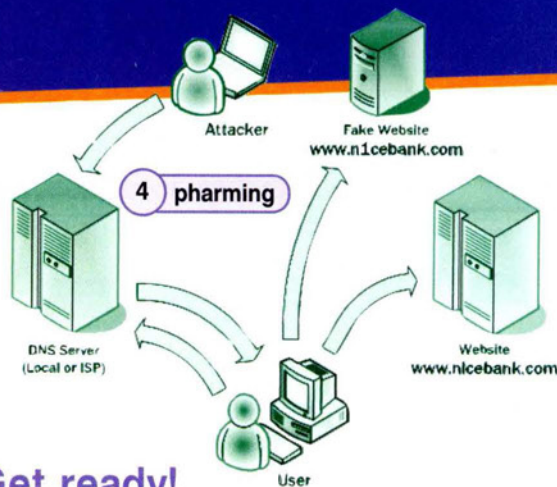 Attacker
Fake Website
www.n1cebank.com
4 pharming
DNS Server
(Local or ISP)
Website
www.nicebank.com
User
Get ready!